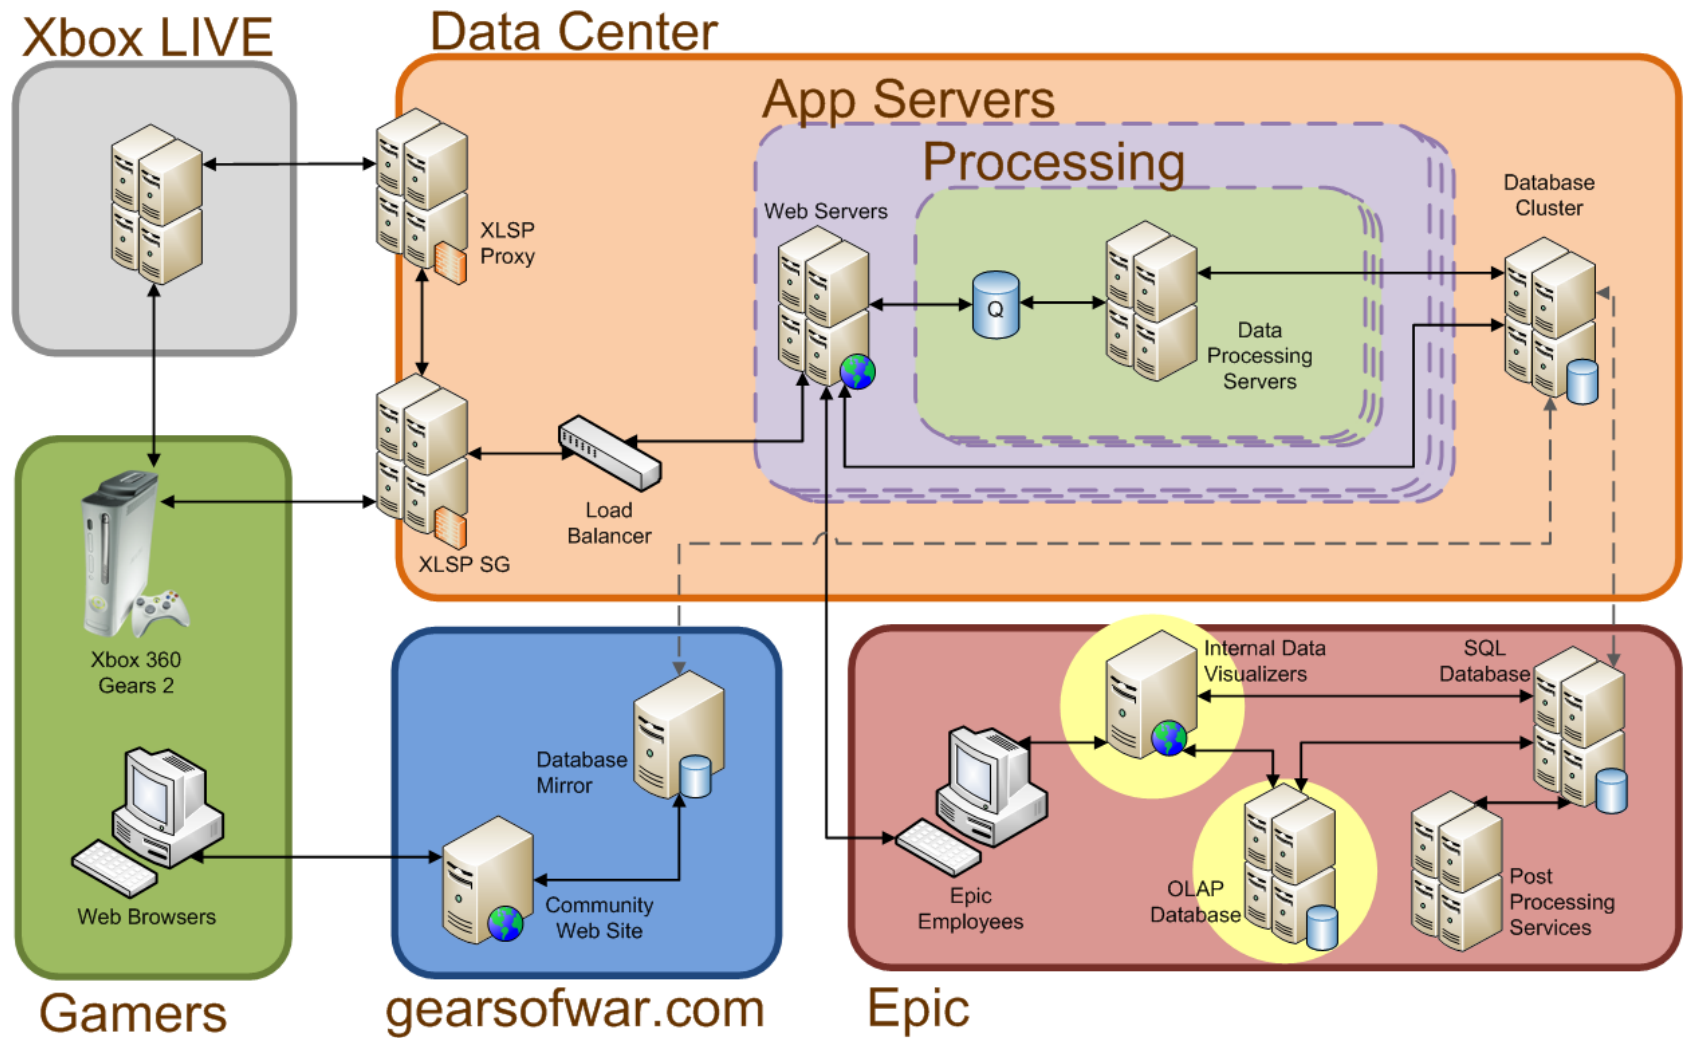 Xbox LIVE
Data Center
App Servers
Processing
Web Servers
Database
Cluster
XLSP
Proxy
Q
Data
Processing
Servers
Load
Balancer
XLSP SG
Xbox 360
Gears 2
Web Browsers
Database
Mirror
Community
Web Site
Internal Data
Visualizers
SQL
Database
Epic
Employees
OLAP
Database
Post
Processing
Services
Gamers
gearsofwar.com
Epic